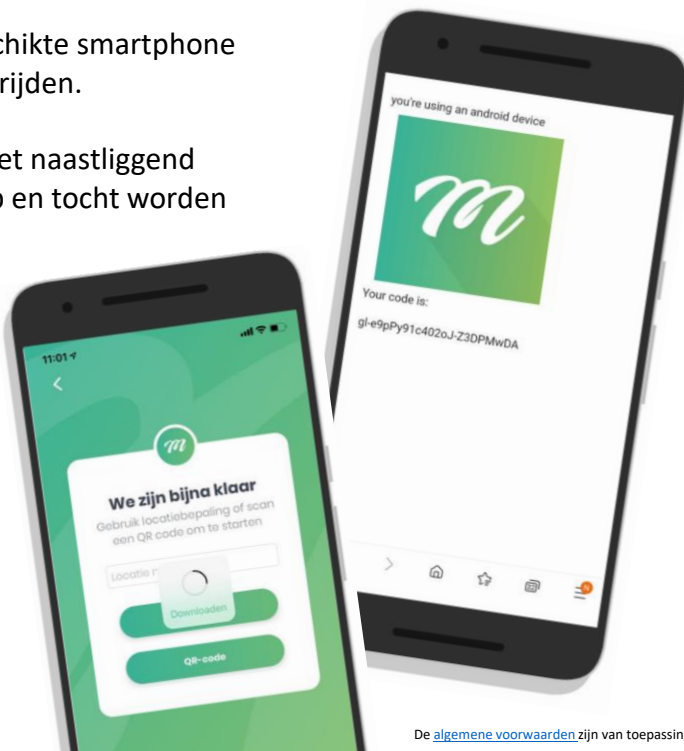 chikte smartphone
rijden.
et naastliggend
en tocht worden
you're using an android device
m
Your code is:
gl-e9pPy91c402oJ-Z3DPMwDA
11:01
m
We zijn bijna klaar
Gebruik locatiebepaling of scan
een QR code om te starten
Locatie
Downloaden
QR-code
N
De algemene voorwaarden zijn van toepassin